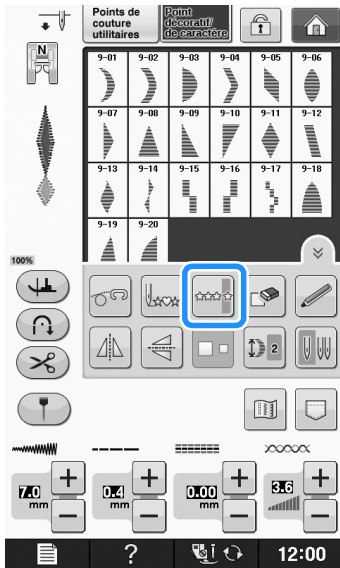 Points de
couture
utilitaires
Point
décoratif/
de caractère
N
9-01 9-02 9-03 9-04 9-05 9-06
9-07 9-08 9-09 9-10 9-11 9-12
9-13 9-14 9-15 9-16 9-17 9-18
9-19 9-20
100%
2
7.0 mm
0.4 mm
0.00 mm
3.6
?
12:00